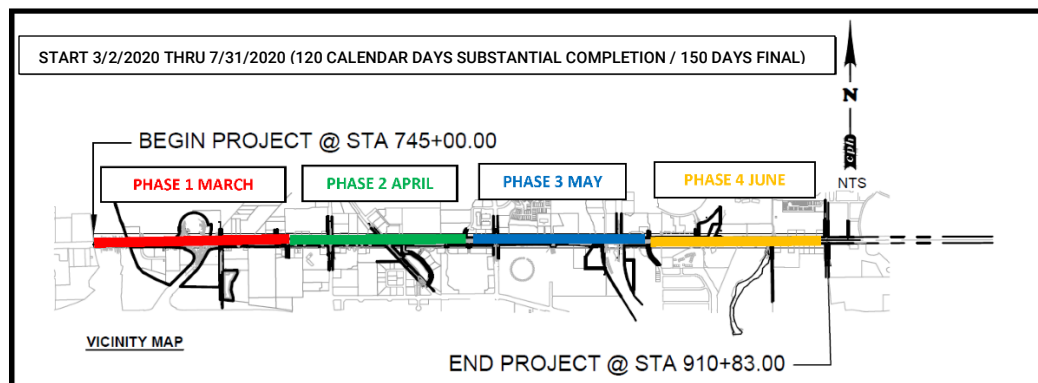 START 3/2/2020 THRU 7/31/2020 (120 CALENDAR DAYS SUBSTANTIAL COMPLETION / 150 DAYS FINAL)
N
BEGIN PROJECT @ STA 745+00.00
cph
PHASE 1 MARCH
PHASE 2 APRIL
PHASE 3 MAY
PHASE 4 JUNE
NTS
VICINITY MAP
END PROJECT @ STA 910+83.00